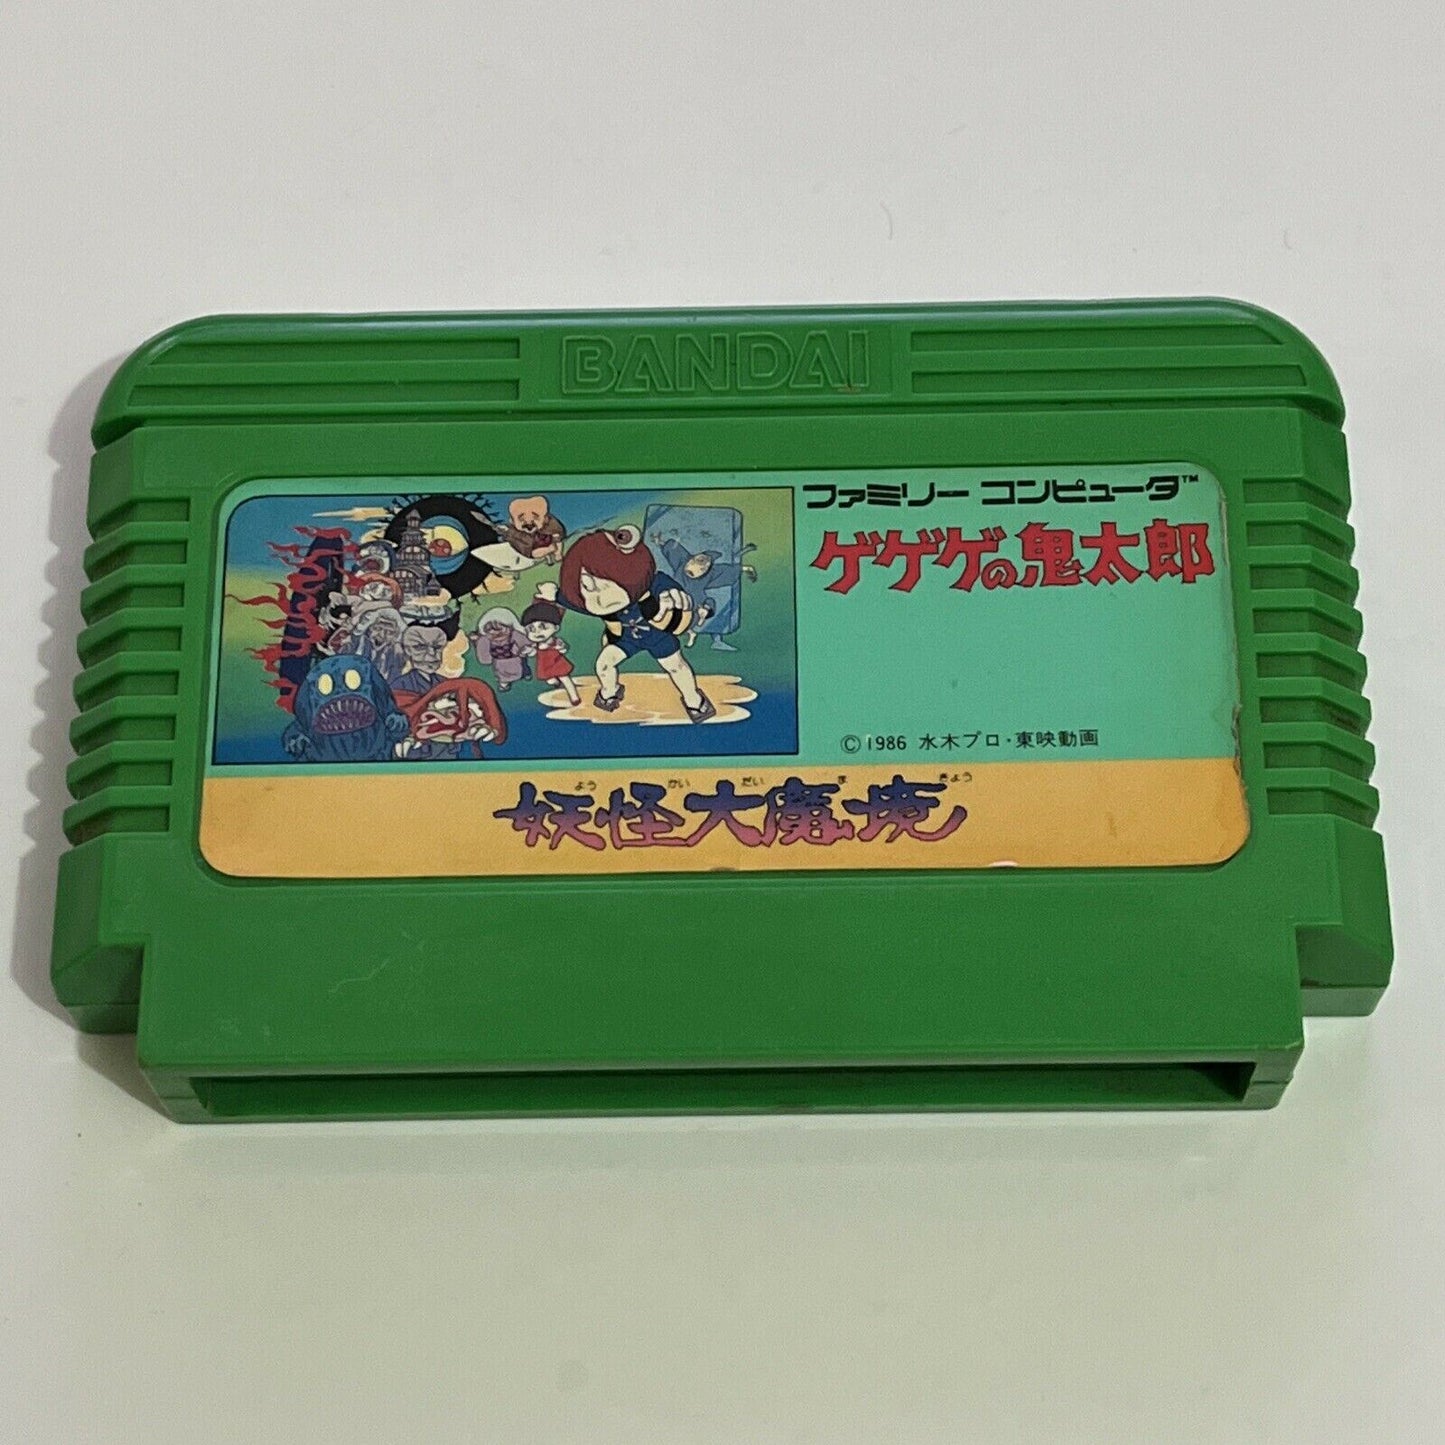 BANDAI
ファミリー コンピュータ™
ゲゲゲの鬼太郎
© 1986 水木プロ・東映動画
よう かい だい ま きょう
妖怪大魔境